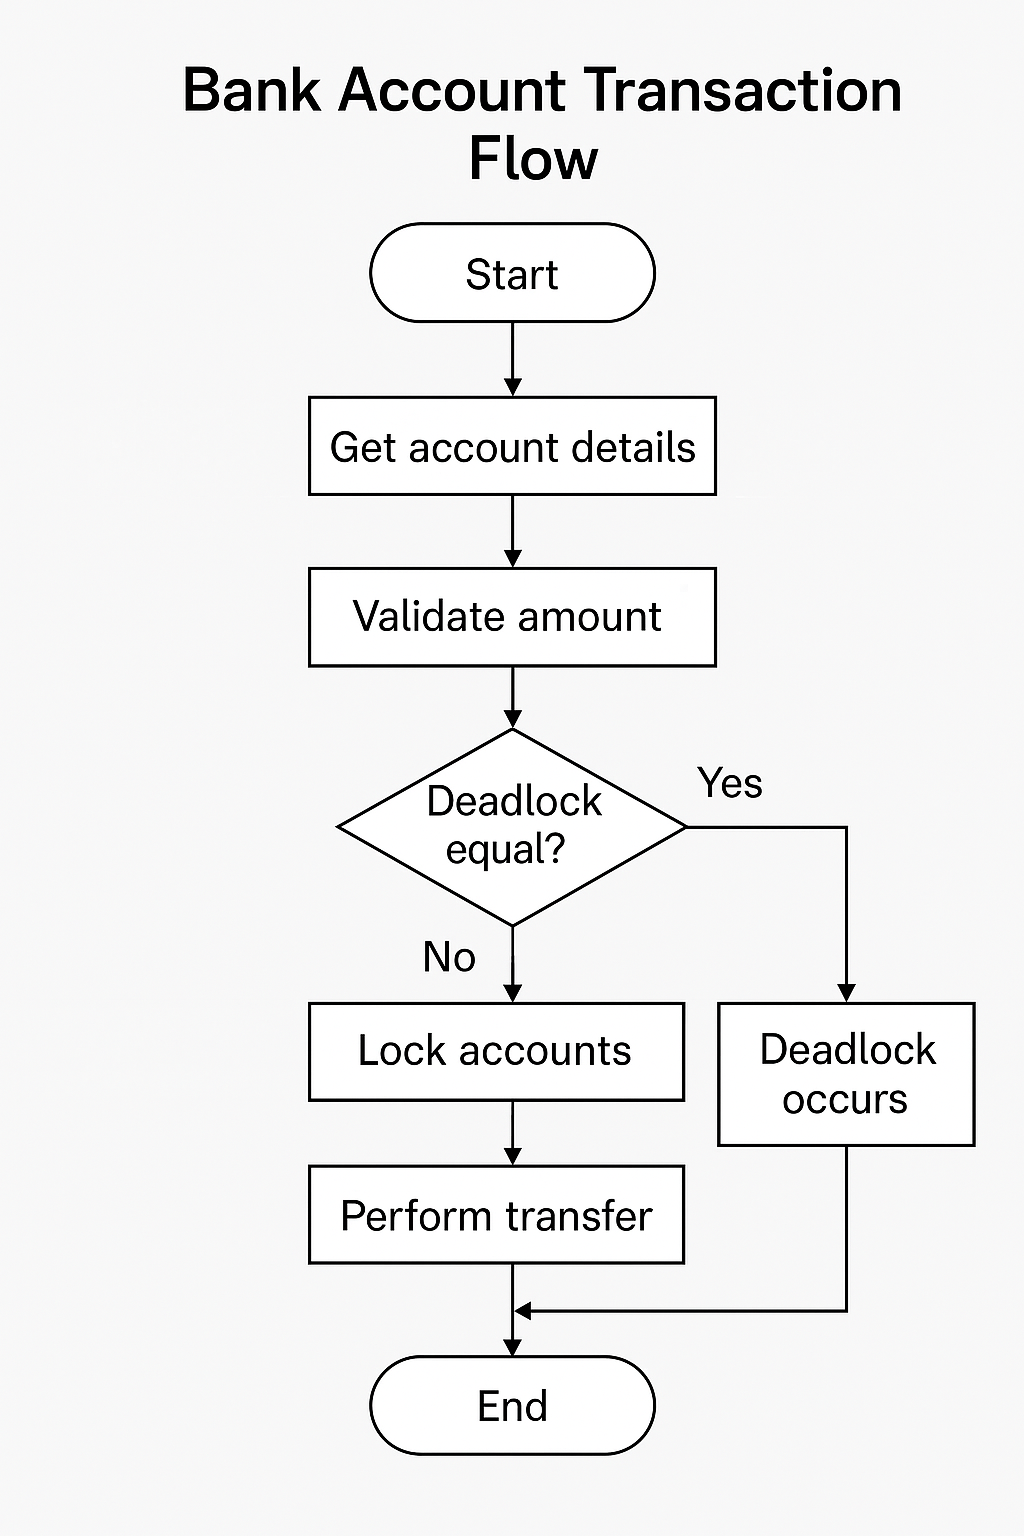 Bank Account Transaction
Flow
Start
Get account details
Validate amount
Deadlock
equal?
Yes
No
Lock accounts
Deadlock
occurs
Perform transfer
End